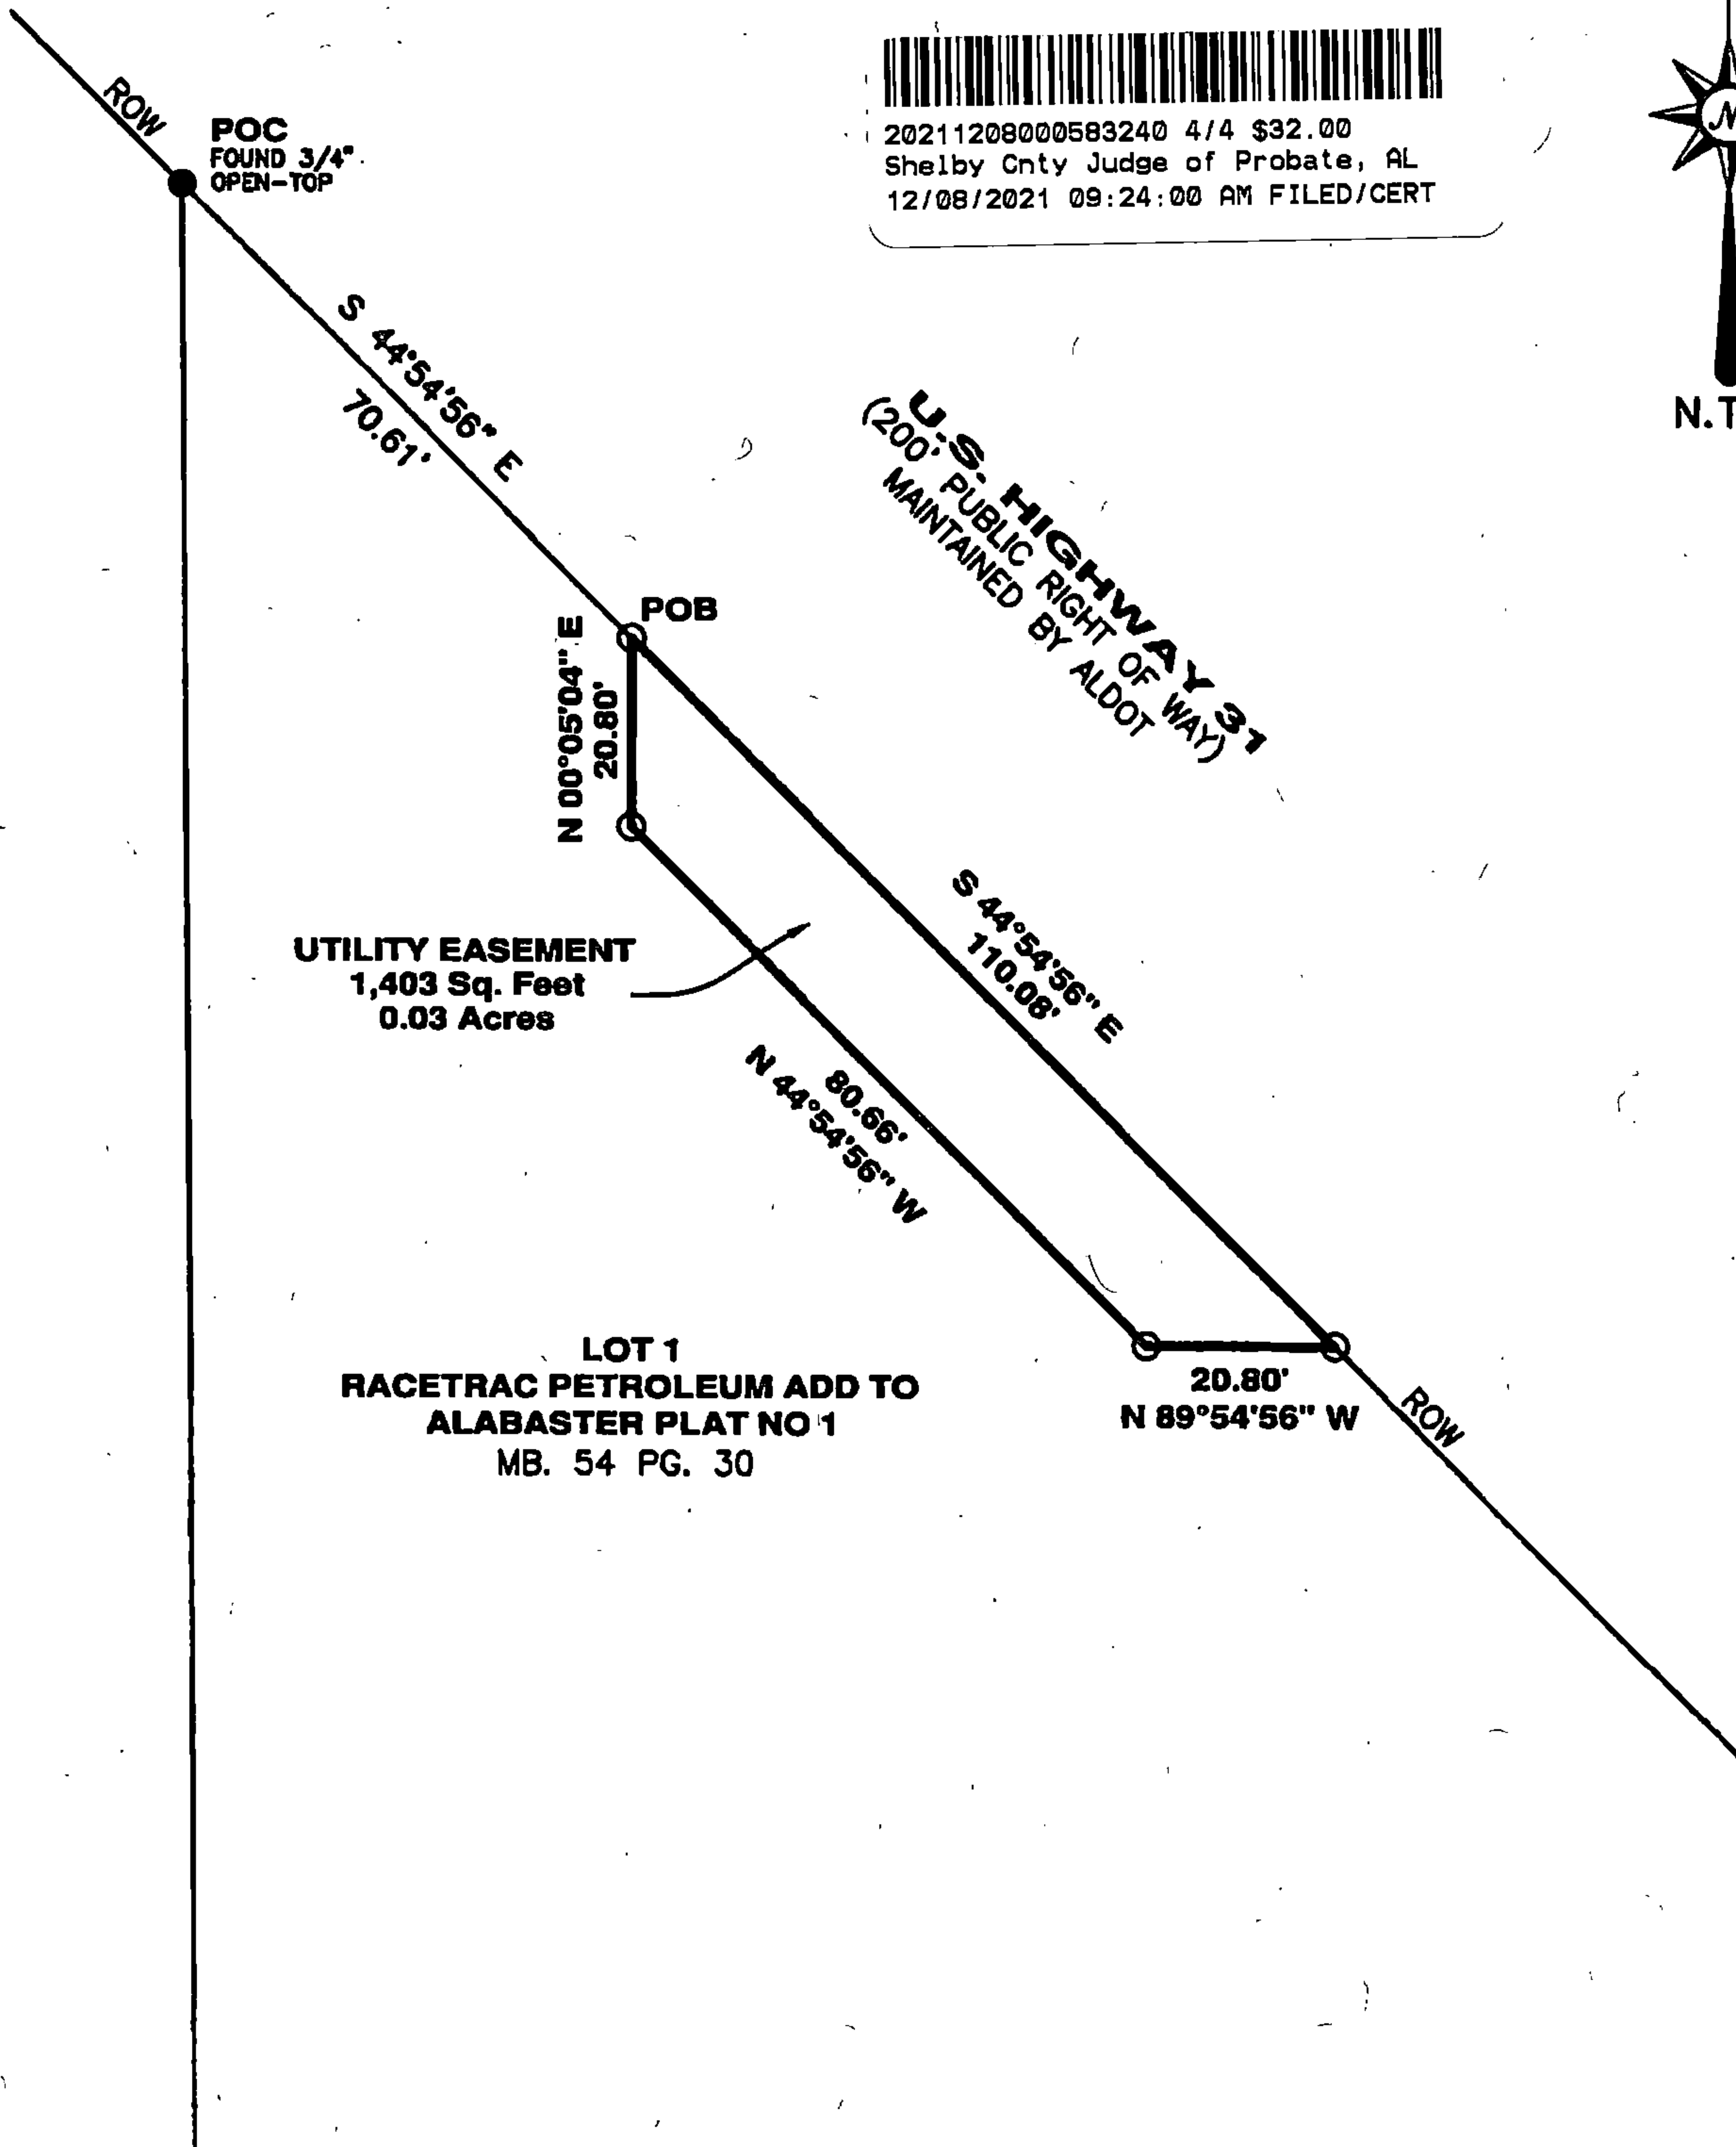 20211208000583240 4/4 $32.00
Shelby Cnty Judge of Probate, AL
12/08/2021 09:24:00 AM FILED/CERT
ROW
POC
FOUND 3/4"
OPEN-TOP
N
S 44°54'56" E
70.61'
U.S. HIGHWAY 31
(200' PUBLIC RIGHT OF WAY)
MAINTAINED BY ALDOT
POB
N 00°05'04" E
20.80'
S 44°54'56" E
110.08'
UTILITY EASEMENT
1,403 Sq. Feet
0.03 Acres
80.66'
N 44°54'56" W
LOT 1
RACETRAC PETROLEUM ADD TO
ALABASTER PLAT NO 1
MB. 54 PG. 30
20.80'
N 89°54'56" W
ROW